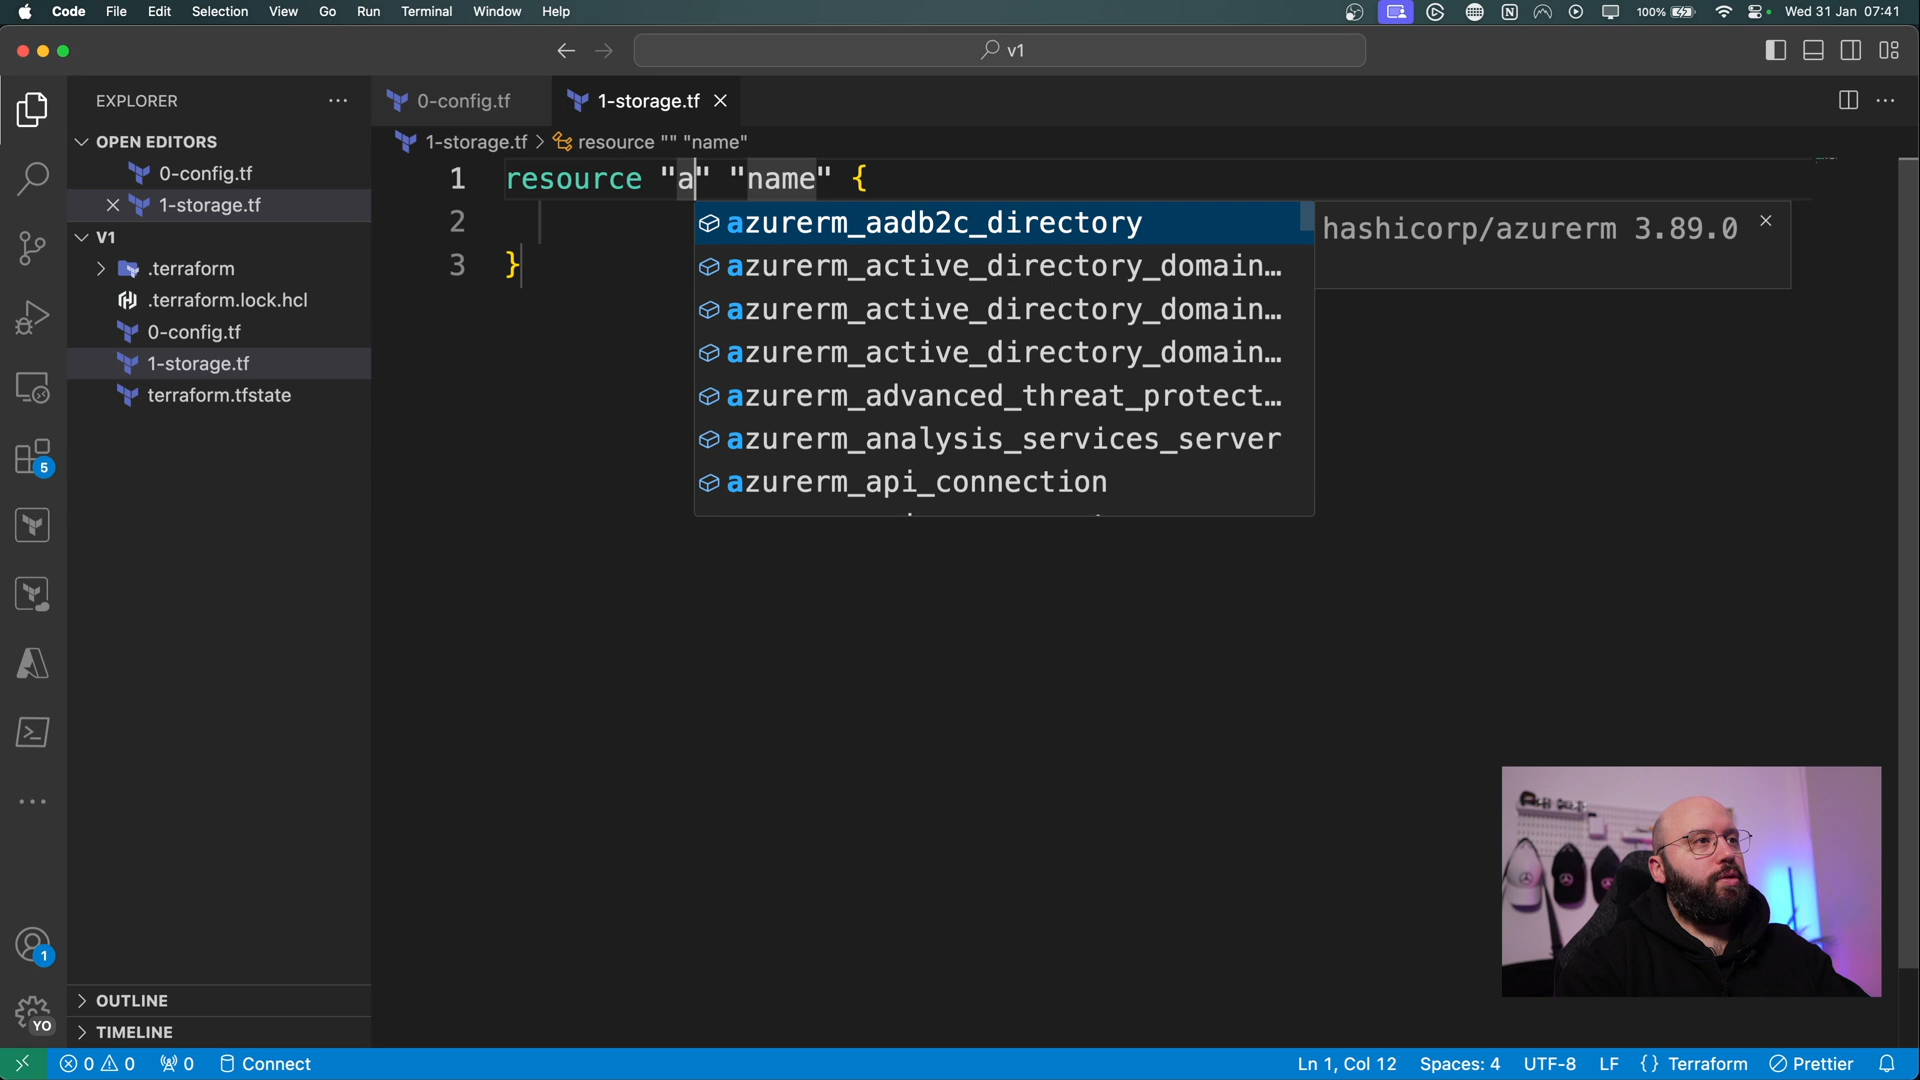 Code File Edit Selection View Go Run Terminal Window Help 100% Wed 31 Jan 07:41
v1
EXPLORER
OPEN EDITORS
0-config.tf
1-storage.tf
V1
.terraform
.terraform.lock.hcl
0-config.tf
1-storage.tf
terraform.tfstate
OUTLINE
TIMELINE
5
1
YO
0-config.tf 1-storage.tf
1-storage.tf > resource "" "name"
1 resource "a" "name" {
2
3 }
azurerm_aadb2c_directory
azurerm_active_directory_domain…
azurerm_active_directory_domain…
azurerm_active_directory_domain…
azurerm_advanced_threat_protect…
azurerm_analysis_services_server
azurerm_api_connection
hashicorp/azurerm 3.89.0
0 0 0 Connect Ln 1, Col 12 Spaces: 4 UTF-8 LF {} Terraform Prettier